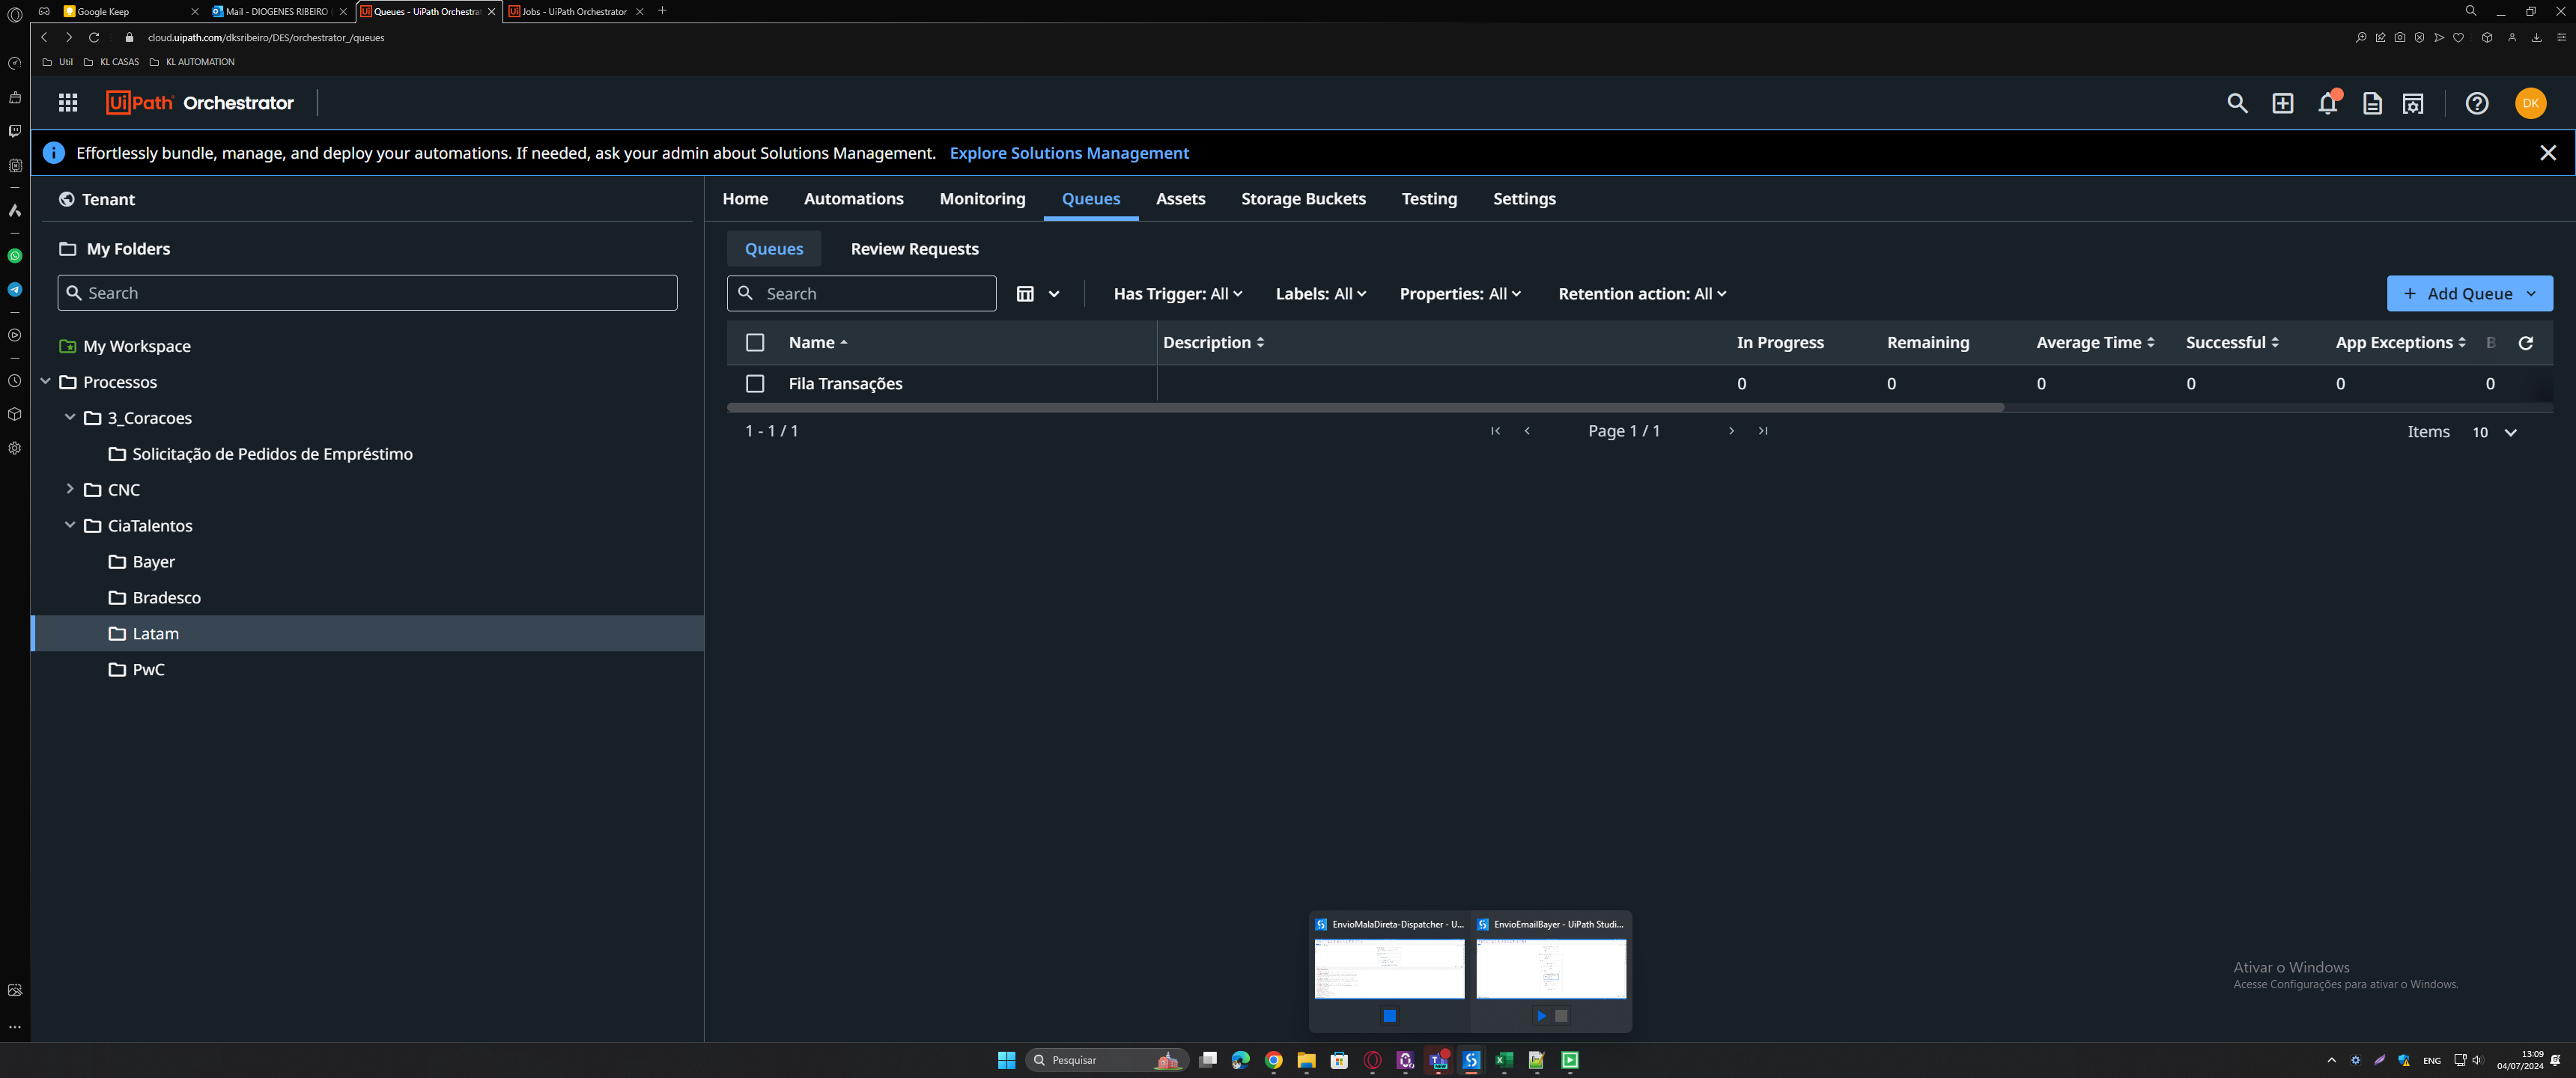 Google Keep
Mail - DIOGENES RIBEIRO
Queues - UiPath Orchestra
Jobs - UiPath Orchestrator
cloud.uipath.com/dksribeiro/DES/orchestrator_/queues
Util
KL CASAS
KL AUTOMATION
UiPath Orchestrator
DK
Effortlessly bundle, manage, and deploy your automations. If needed, ask your admin about Solutions Management. Explore Solutions Management
Tenant
Home Automations Monitoring Queues Assets Storage Buckets Testing Settings
My Folders
Queues Review Requests
Search
Search
Has Trigger: All Labels: All Properties: All Retention action: All
+ Add Queue
My Workspace
Processos
3_Coracoes
Solicitação de Pedidos de Empréstimo
CNC
CiaTalentos
Bayer
Bradesco
Latam
PwC
Name Description In Progress Remaining Average Time Successful App Exceptions B
Fila Transações 0 0 0 0 0 0
1 - 1 / 1 Page 1 / 1 Items 10
EnvioMalaDireta-Dispatcher - U...
EnvioEmailBayer - UiPath Studi...
Ativar o Windows
Acesse Configurações para ativar o Windows.
Pesquisar
ENG
13:09
04/07/2024